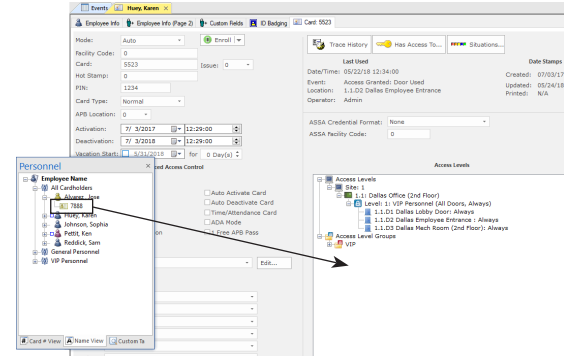 Events
Huey, Karen ×
Employee Info
Employee Info (Page 2)
Custom Fields
ID Badging
Card: 5523
Mode: Auto
Enroll
Facility Code: 0
Card: 5523
Issue: 0
Hot Stamp: 0
PIN: 1234
Card Type: Normal
APB Location: 0
Activation: 7/ 3/2017 12:29:00
Deactivation: 7/ 3/2018 12:29:00
Vacation Start: 5/31/2018 for 0 Day(s)
Access Control
Auto Activate Card
Auto Deactivate Card
Time/Attendance Card
ADA Mode
1 Free APB Pass
Edit...
Trace History
Has Access To...
Situations...
Last Used
Date Stamps
Date/Time: 05/22/18 12:34:00
Event: Access Granted: Door Used
Location: 1.1.D2 Dallas Employee Entrance
Operator: Admin
Created: 07/03/17
Updated: 05/24/18
Printed: N/A
ASSA Credential Format: None
ASSA Facility Code: 0
Access Levels
Access Levels
Site: 1
1.1: Dallas Office (2nd Floor)
Level: 1: VIP Personnel (All Doors, Always)
1.1.D1 Dallas Lobby Door: Always
1.1.D2 Dallas Employee Entrance : Always
1.1.D3 Dallas Mech Room (2nd Floor): Always
Access Level Groups
VIP
Personnel ×
Employee Name
All Cardholders
Alvarez, Jose
7888
Huey, Karen
Johnson, Sophia
Pettit, Ken
Reddick, Sam
General Personnel
VIP Personnel
Card # View
Name View
Custom Ta